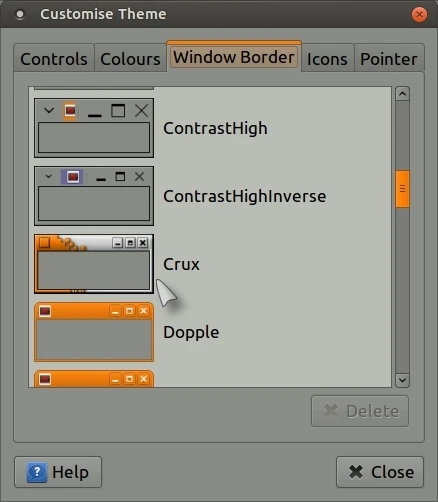 Customise Theme
Controls Colours Window Border Icons Pointer
ContrastHigh
ContrastHighInverse
Crux
Dopple
Delete
? Help
Close